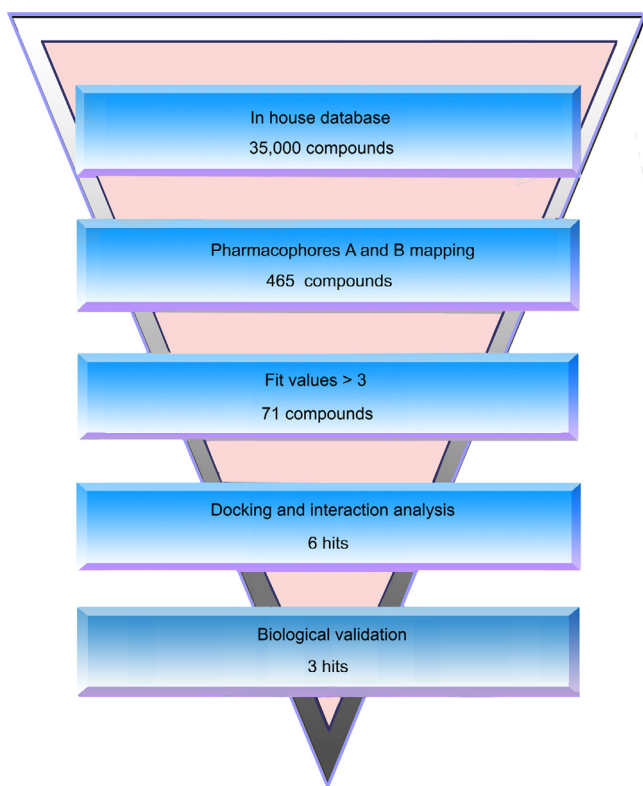 In house database
35,000 compounds
Pharmacophores A and B mapping
465 compounds
Fit values > 3
71 compounds
Docking and interaction analysis
6 hits
Biological validation
3 hits